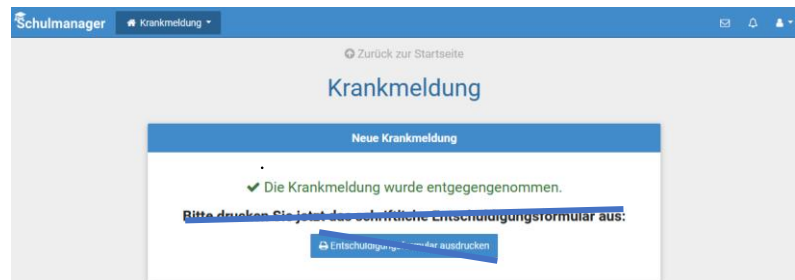 Schulmanager Krankmeldung
Zurück zur Startseite
Krankmeldung
Neue Krankmeldung
Die Krankmeldung wurde entgegengenommen.
Bitte drucken Sie jetzt das schriftliche Entschuldigungsformular aus:
Entschuldigungsformular ausdrucken